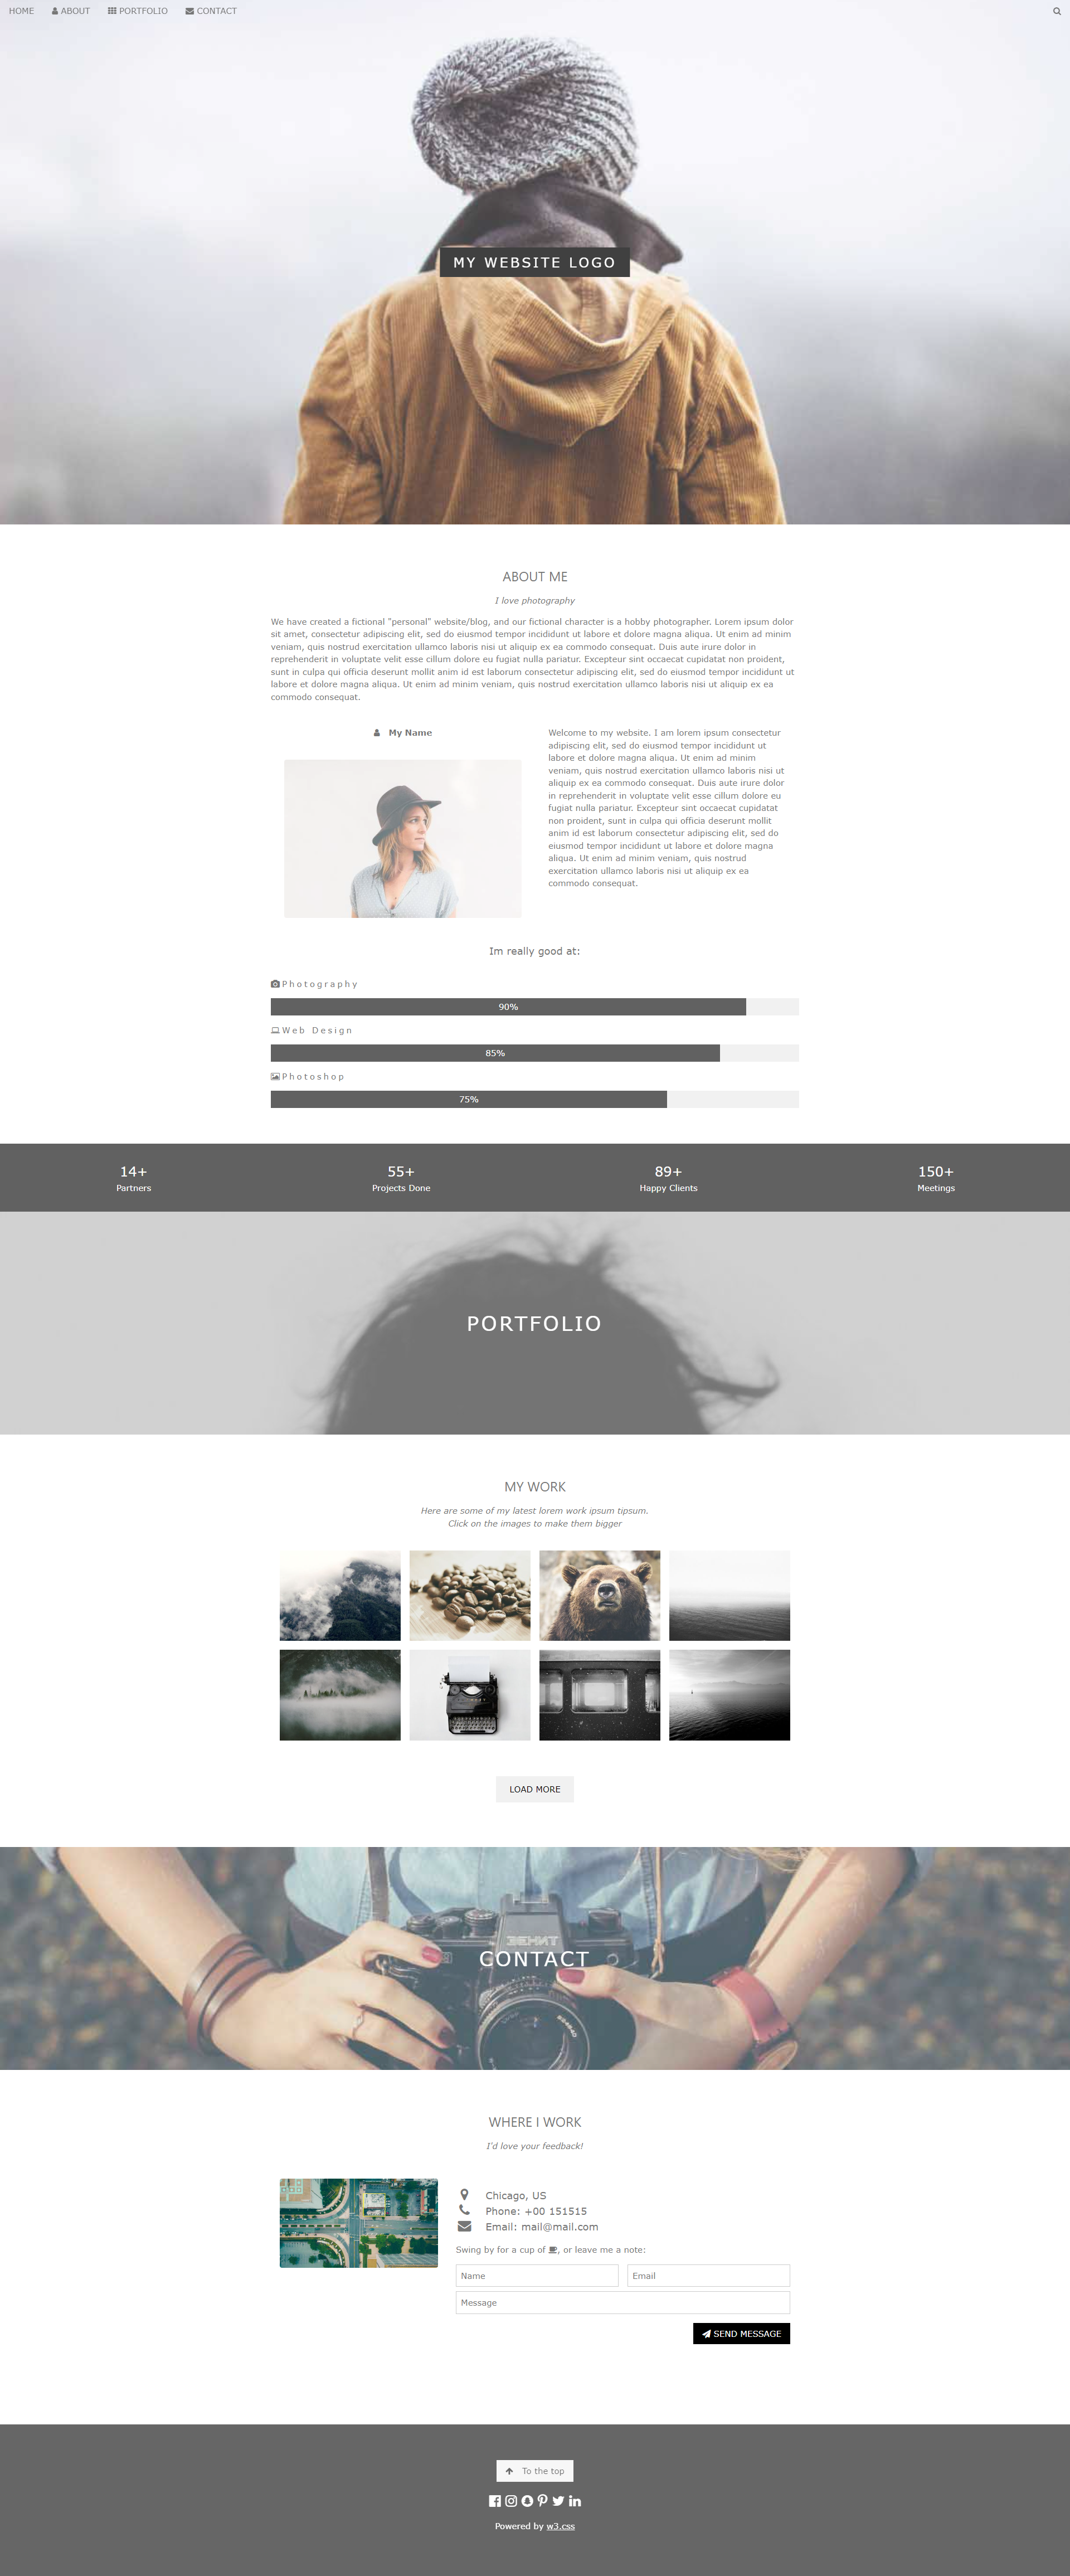 HOME ABOUT PORTFOLIO CONTACT
MY WEBSITE LOGO
ABOUT ME
I love photography
We have created a fictional "personal" website/blog, and our fictional character is a hobby photographer. Lorem ipsum dolor
sit amet, consectetur adipiscing elit, sed do eiusmod tempor incididunt ut labore et dolore magna aliqua. Ut enim ad minim
veniam, quis nostrud exercitation ullamco laboris nisi ut aliquip ex ea commodo consequat. Duis aute irure dolor in
reprehenderit in voluptate velit esse cillum dolore eu fugiat nulla pariatur. Excepteur sint occaecat cupidatat non proident,
sunt in culpa qui officia deserunt mollit anim id est laborum consectetur adipiscing elit, sed do eiusmod tempor incididunt ut
labore et dolore magna aliqua. Ut enim ad minim veniam, quis nostrud exercitation ullamco laboris nisi ut aliquip ex ea
commodo consequat.
My Name
Welcome to my website. I am lorem ipsum consectetur
adipiscing elit, sed do eiusmod tempor incididunt ut
labore et dolore magna aliqua. Ut enim ad minim
veniam, quis nostrud exercitation ullamco laboris nisi ut
aliquip ex ea commodo consequat. Duis aute irure dolor
in reprehenderit in voluptate velit esse cillum dolore eu
fugiat nulla pariatur. Excepteur sint occaecat cupidatat
non proident, sunt in culpa qui officia deserunt mollit
anim id est laborum consectetur adipiscing elit, sed do
eiusmod tempor incididunt ut labore et dolore magna
aliqua. Ut enim ad minim veniam, quis nostrud
exercitation ullamco laboris nisi ut aliquip ex ea
commodo consequat.
Im really good at:
Photography
90%
Web Design
85%
Photoshop
75%
14+ 55+ 89+ 150+
Partners Projects Done Happy Clients Meetings
PORTFOLIO
MY WORK
Here are some of my latest lorem work ipsum tipsum.
Click on the images to make them bigger
LOAD MORE
ЗЕНИТ
CONTACT
WHERE I WORK
I'd love your feedback!
Chicago, US
Phone: +00 151515
Email: mail@mail.com
Swing by for a cup of , or leave me a note:
Name Email
Message
SEND MESSAGE
To the top
Powered by w3.css